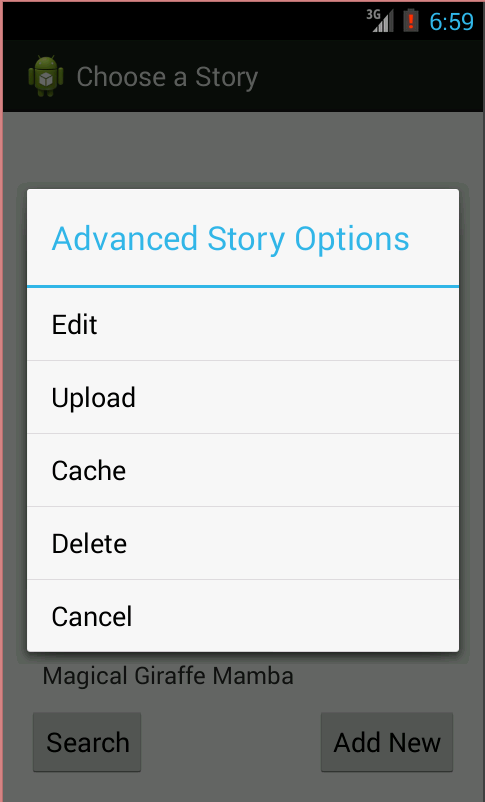 3G 6:59
Choose a Story
Advanced Story Options
Edit
Upload
Cache
Delete
Cancel
Magical Giraffe Mamba
Search Add New